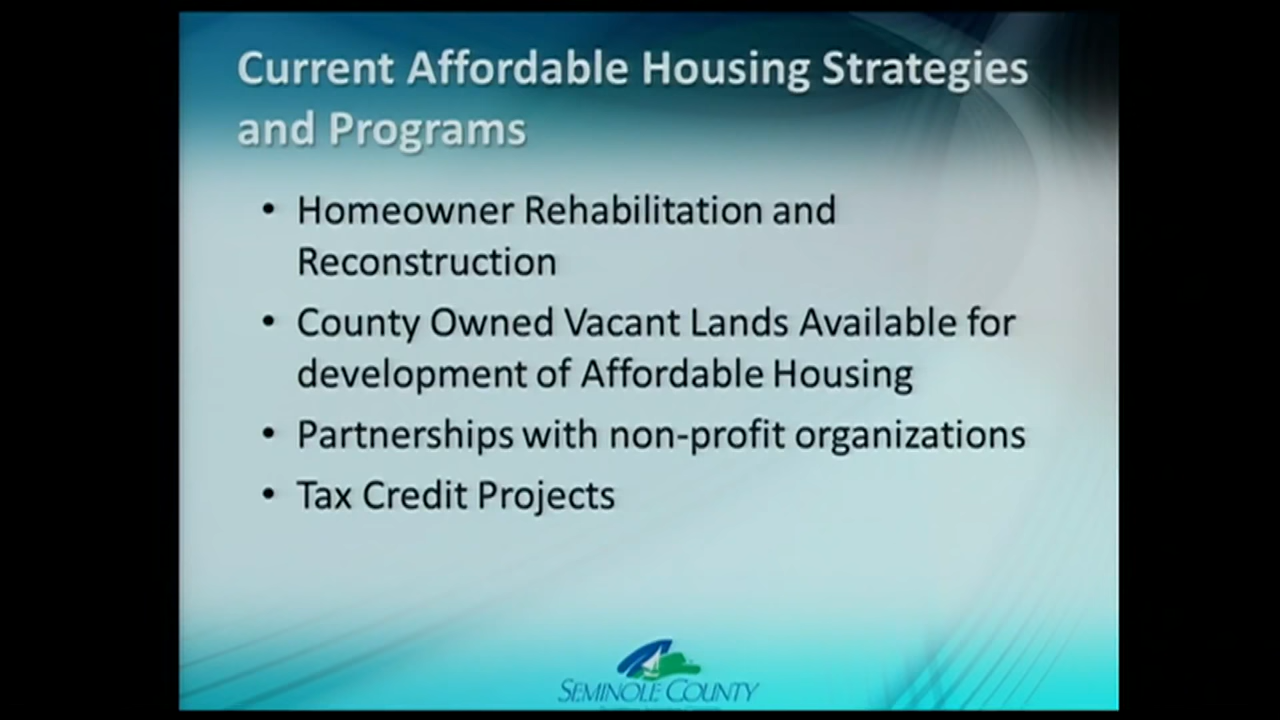 Current Affordable Housing Strategies
and Programs
• Homeowner Rehabilitation and
Reconstruction
• County Owned Vacant Lands Available for
development of Affordable Housing
• Partnerships with non-profit organizations
• Tax Credit Projects
SEMINOLE COUNTY